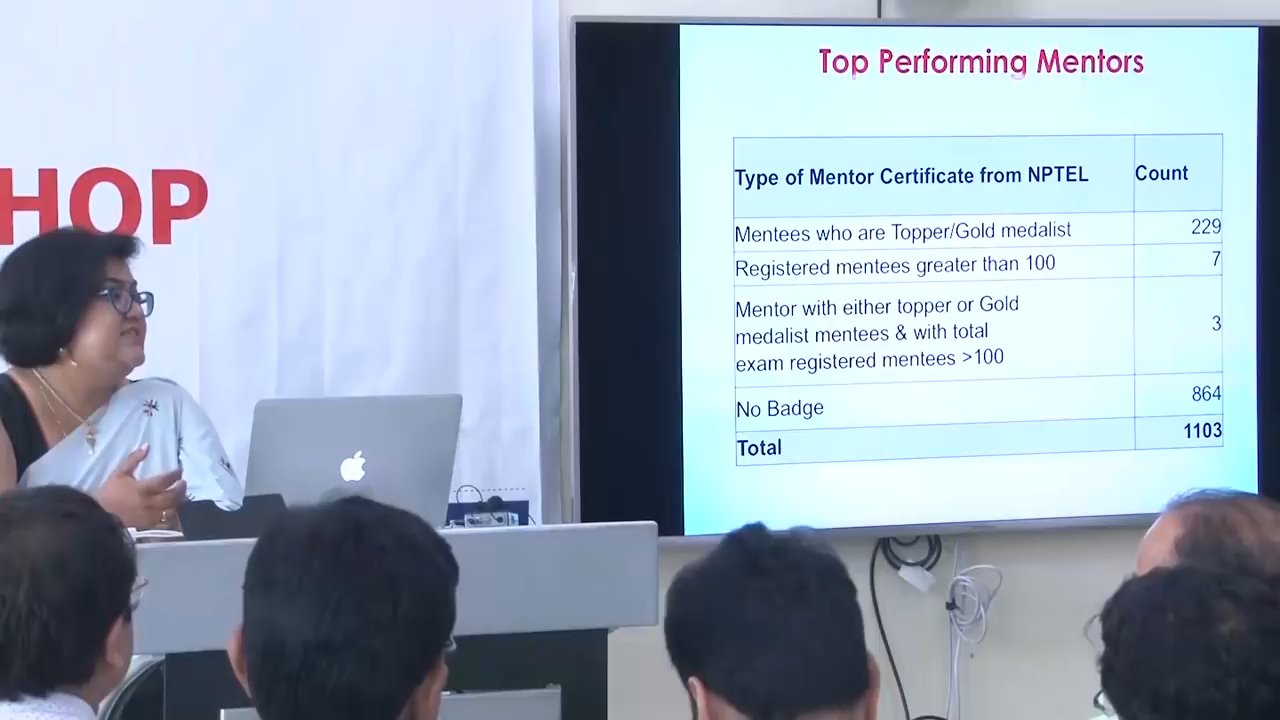 HOP
Top Performing Mentors
Type of Mentor Certificate from NPTEL Count
Mentees who are Topper/Gold medalist 229
Registered mentees greater than 100 7
Mentor with either topper or Gold
medalist mentees & with total
exam registered mentees >100 3
No Badge 864
Total 1103